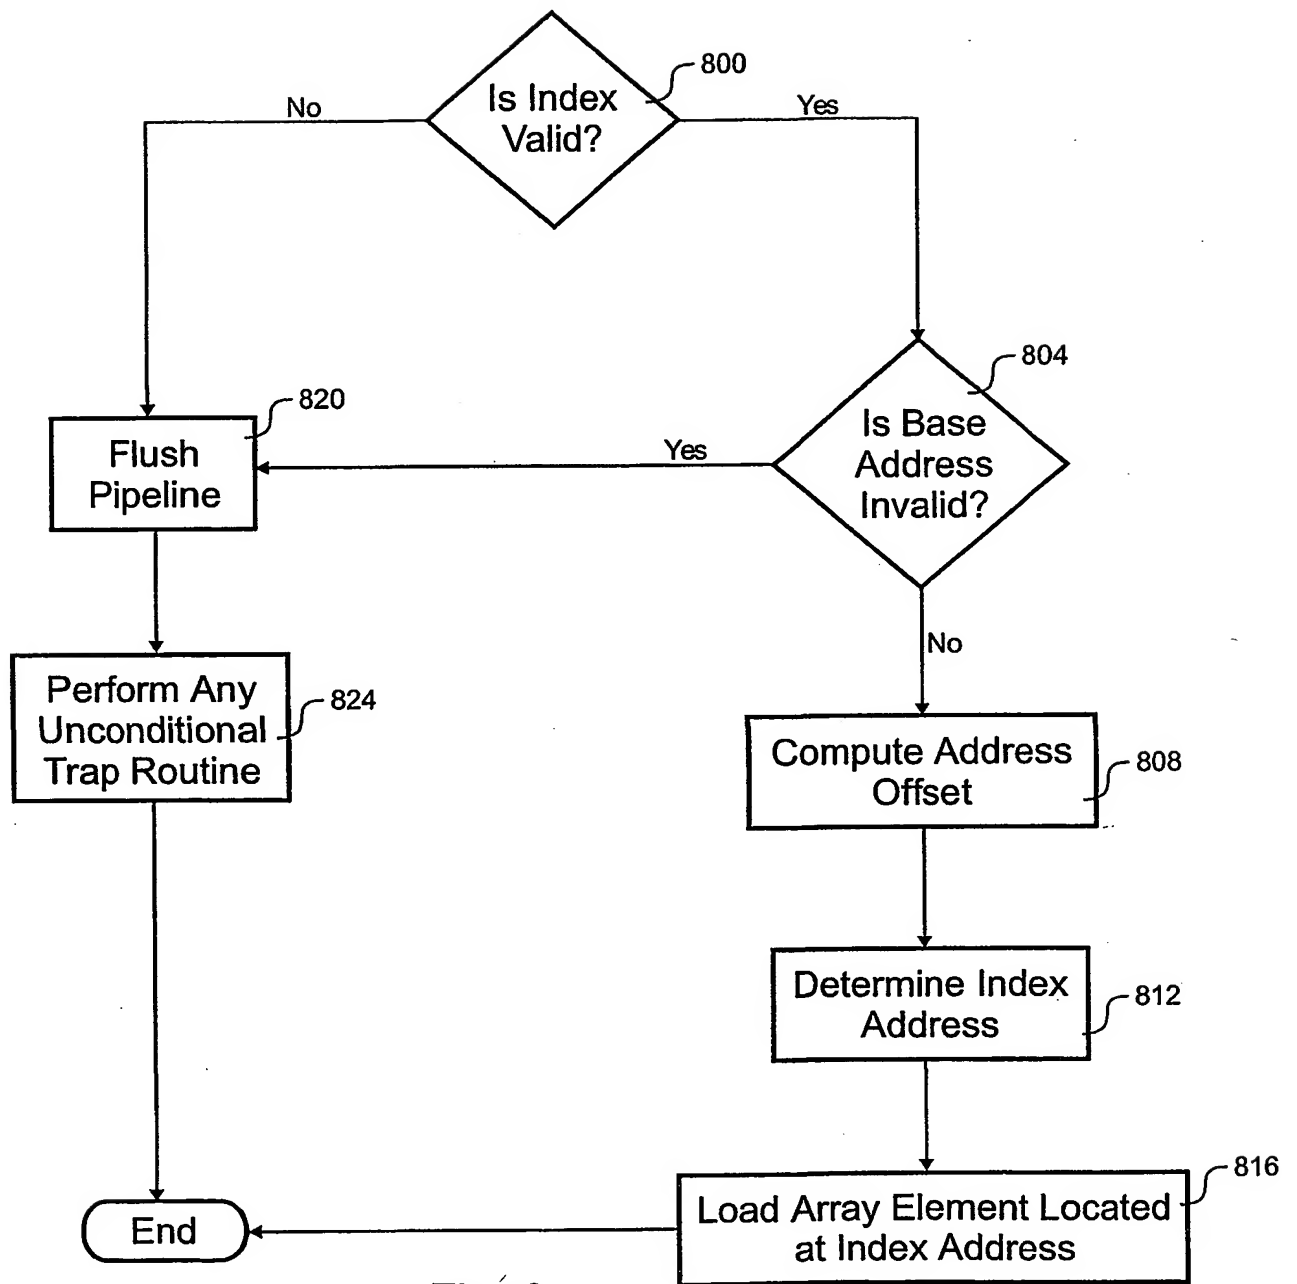 800
Is Index
Valid?
No
Yes
804
Is Base
Address
Invalid?
820
Flush
Pipeline
Yes
No
824
Perform Any
Unconditional
Trap Routine
Compute Address
Offset
808
Determine Index
Address
812
816
Load Array Element Located
at Index Address
End